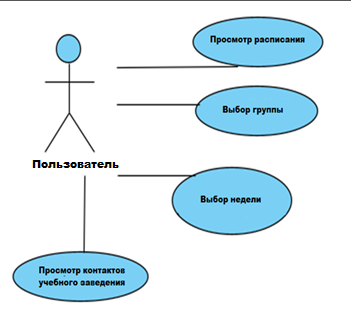 Просмотр расписания
Выбор группы
Пользователь
Выбор недели
Просмотр контактов
учебного заведения